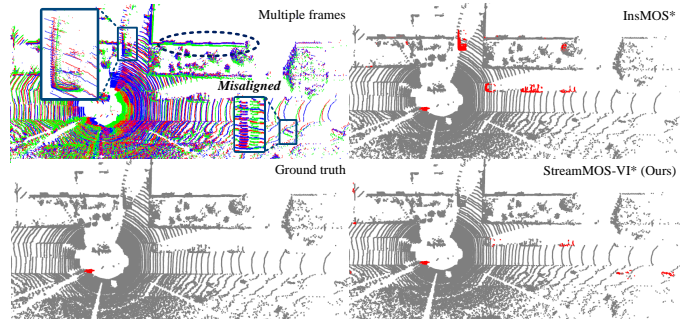 Multiple frames
InsMOS*
Misaligned
Ground truth
StreamMOS-VI* (Ours)